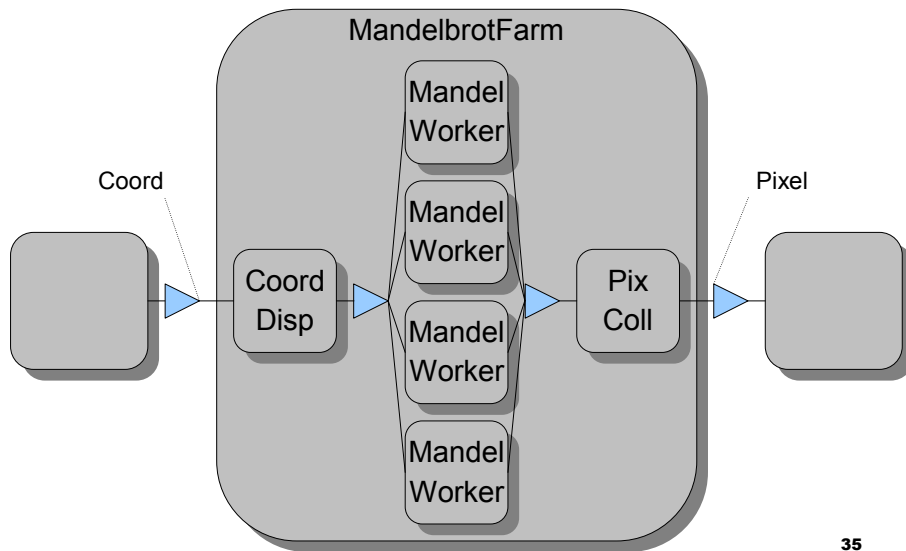 MandelbrotFarm
Mandel
Worker
Coord
Pixel
Mandel
Worker
Coord
Disp
Pix
Coll
Mandel
Worker
Mandel
Worker
35